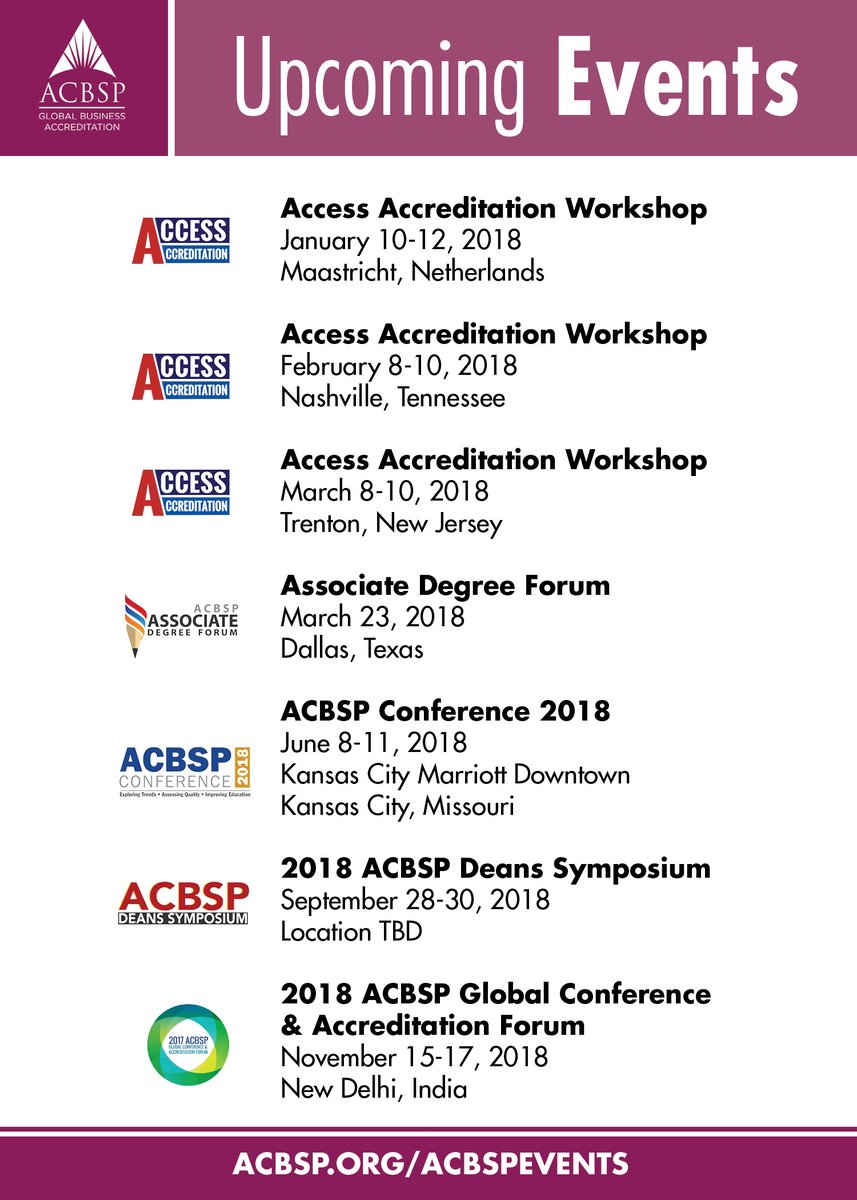 ACBSP
GLOBAL BUSINESS
ACCREDITATION
Upcoming Events
ACCESS
ACCREDITATION
Access Accreditation Workshop
January 10-12, 2018
Maastricht, Netherlands
ACCESS
ACCREDITATION
Access Accreditation Workshop
February 8-10, 2018
Nashville, Tennessee
ACCESS
ACCREDITATION
Access Accreditation Workshop
March 8-10, 2018
Trenton, New Jersey
ACBSP
ASSOCIATE
DEGREE FORUM
Associate Degree Forum
March 23, 2018
Dallas, Texas
ACBSP
CONFERENCE
2018
Exploring Trends • Assessing Quality • Improving Education
ACBSP Conference 2018
June 8-11, 2018
Kansas City Marriott Downtown
Kansas City, Missouri
ACBSP
DEANS SYMPOSIUM
2018 ACBSP Deans Symposium
September 28-30, 2018
Location TBD
2017 ACBSP
GLOBAL CONFERENCE &
ACCREDITATION FORUM
2018 ACBSP Global Conference
& Accreditation Forum
November 15-17, 2018
New Delhi, India
ACBSP.ORG/ACBSPEVENTS